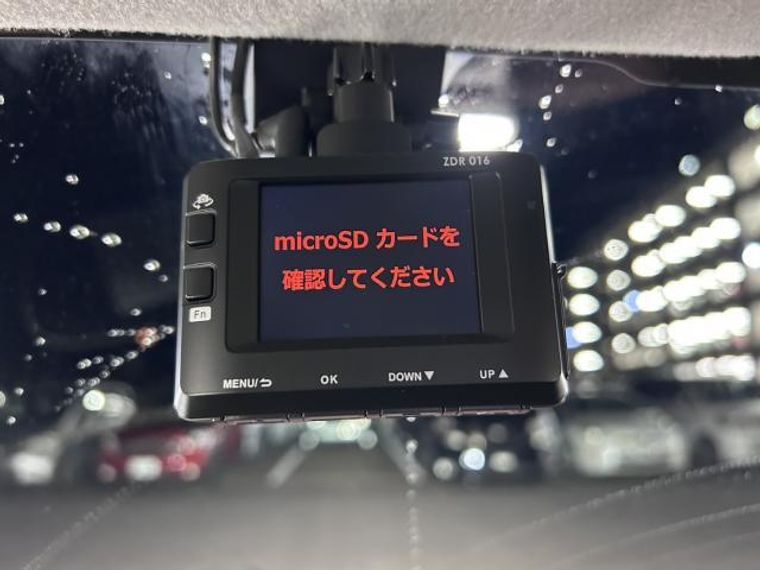 ZDR 016
microSD カードを
確認してください
Fn
MENU/
OK
DOWN▼
UP▲